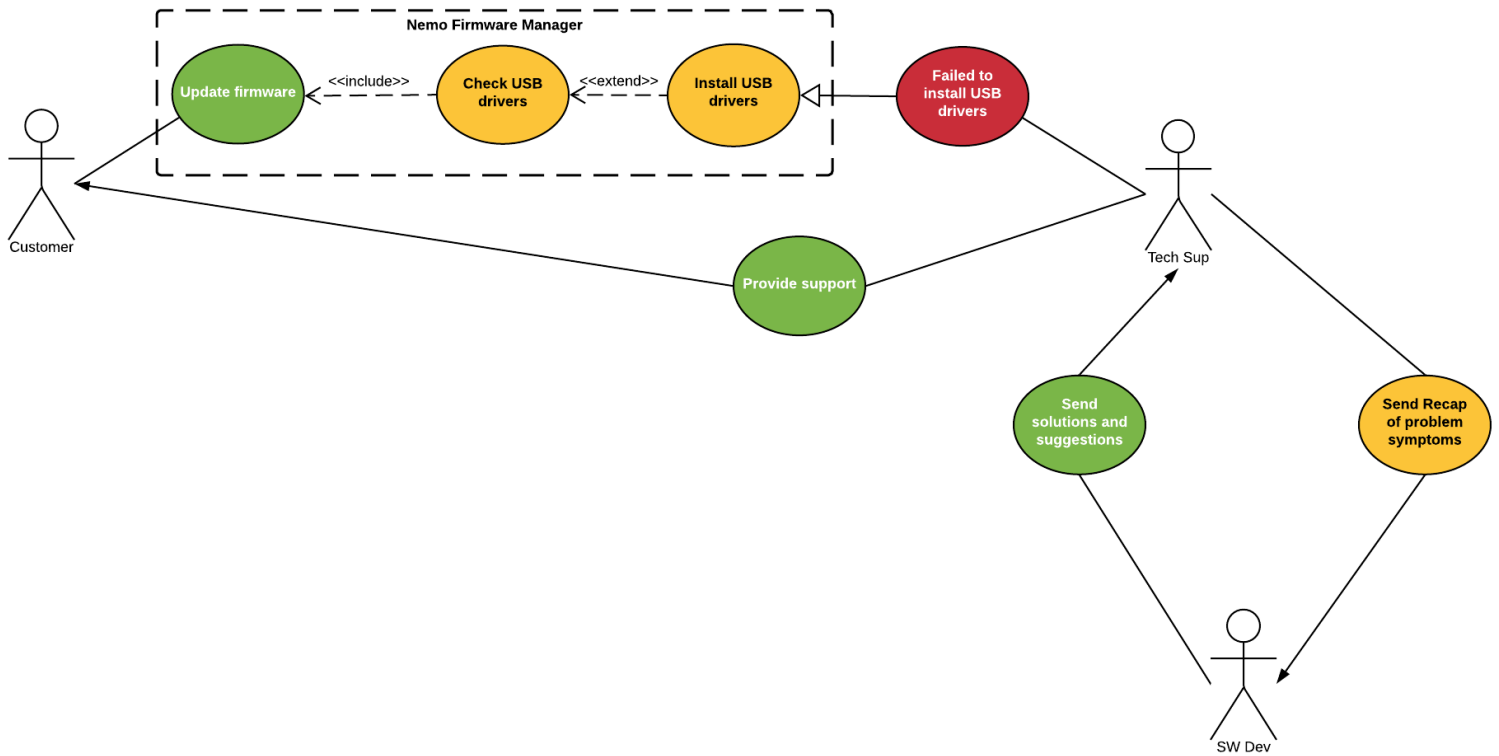 Nemo Firmware Manager
Update firmware
<<include>>
Check USB
drivers
<<extend>>
Install USB
drivers
Failed to
install USB
drivers
Customer
Tech Sup
Provide support
Send
solutions and
suggestions
Send Recap
of problem
symptoms
SW Dev